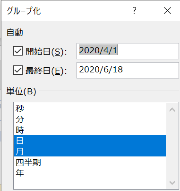 グループ化
自動
開始日(S): 2020/4/1
最終日(E): 2020/6/18
単位(B)
秒
分
時
日
月
四半期
年